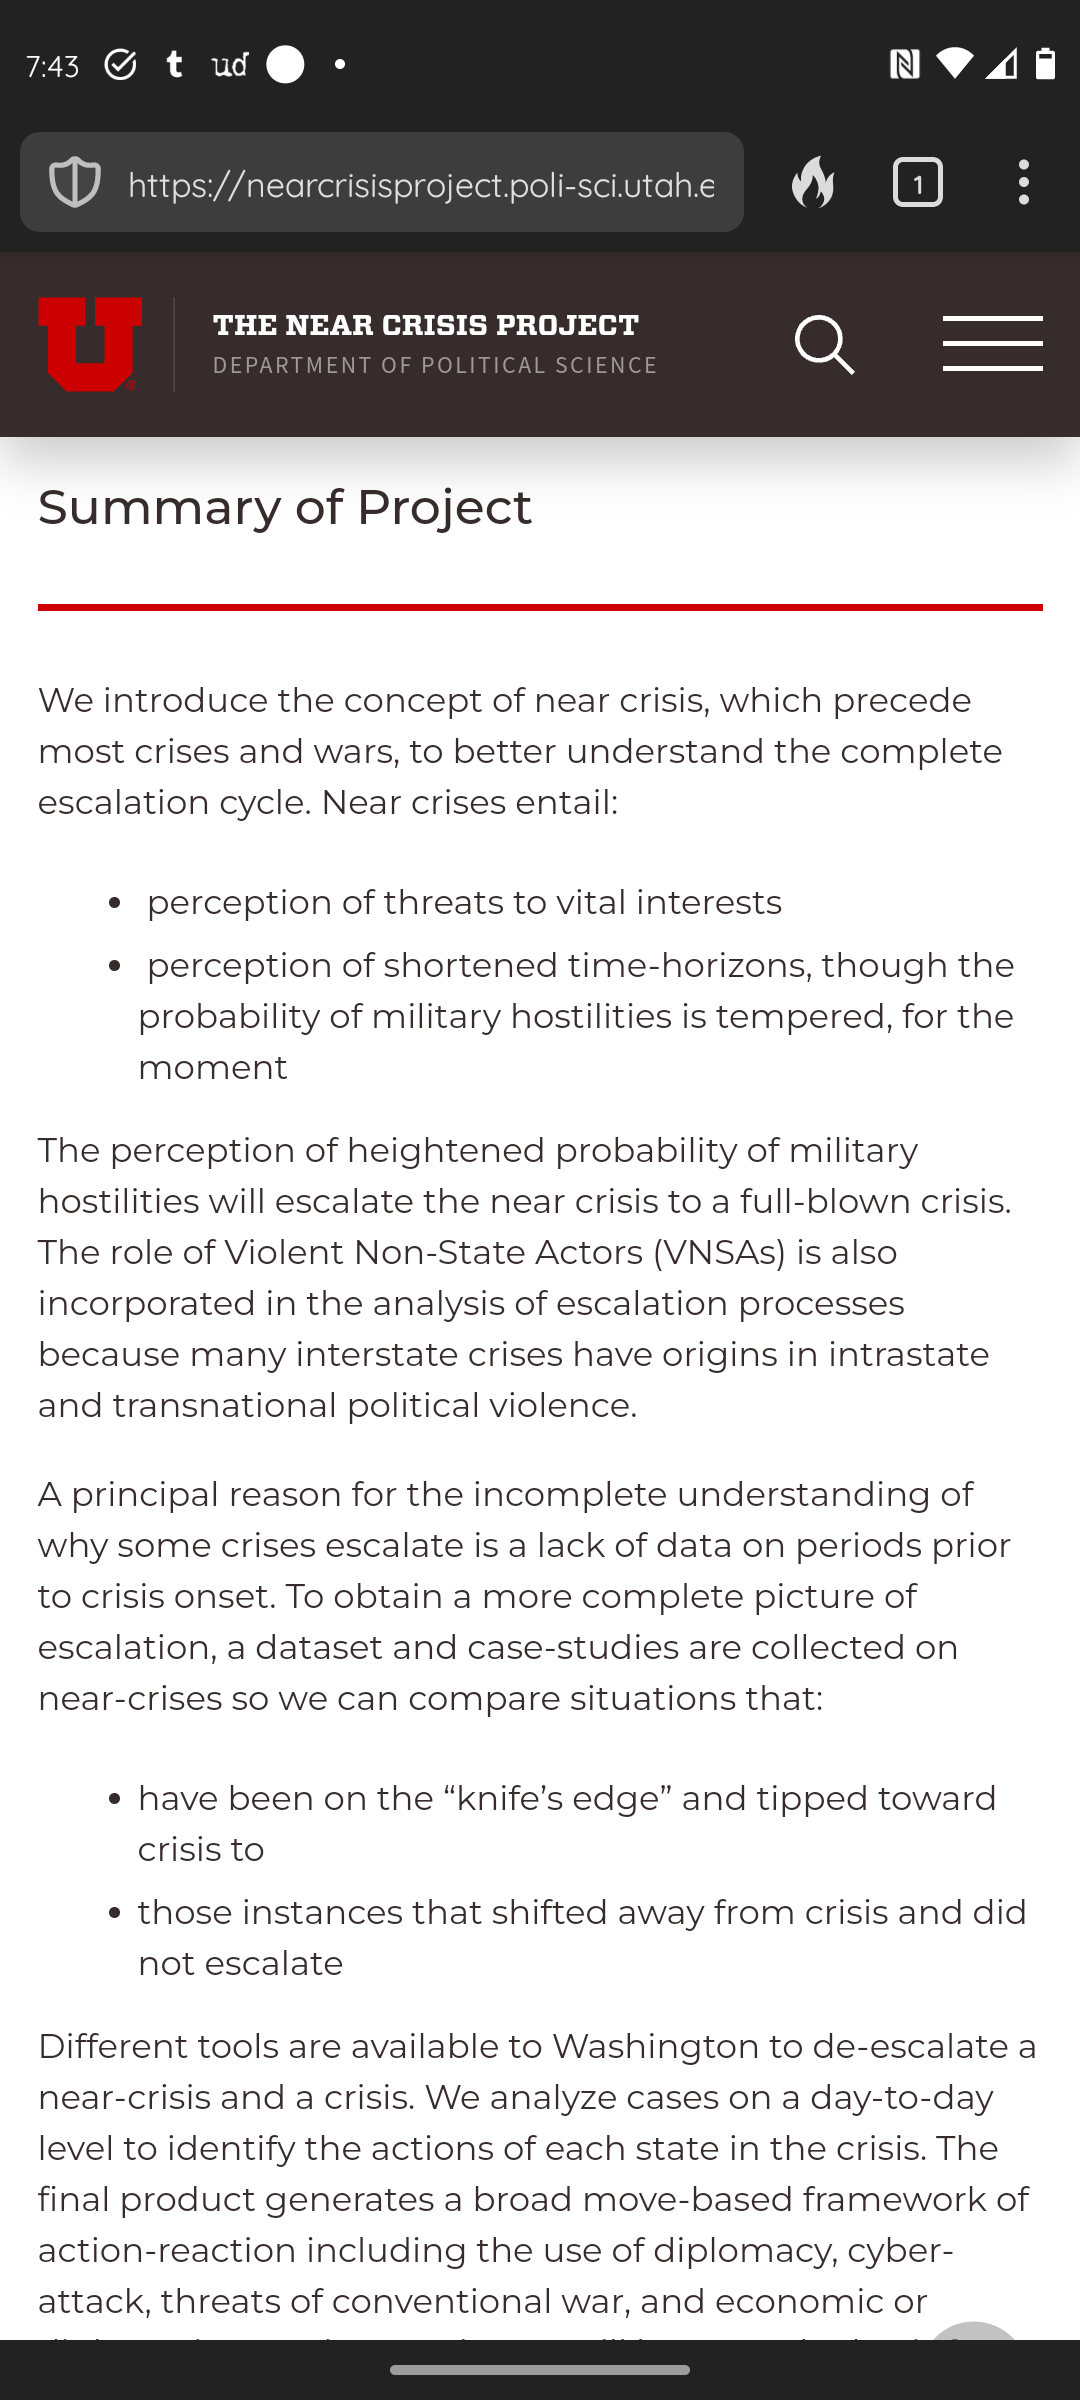 7:43 t ud
https://nearcrisisproject.poli-sci.utah.e
1
U
THE NEAR CRISIS PROJECT
DEPARTMENT OF POLITICAL SCIENCE
Summary of Project
We introduce the concept of near crisis, which precede
most crises and wars, to better understand the complete
escalation cycle. Near crises entail:
• perception of threats to vital interests
• perception of shortened time-horizons, though the
probability of military hostilities is tempered, for the
moment
The perception of heightened probability of military
hostilities will escalate the near crisis to a full-blown crisis.
The role of Violent Non-State Actors (VNSAs) is also
incorporated in the analysis of escalation processes
because many interstate crises have origins in intrastate
and transnational political violence.
A principal reason for the incomplete understanding of
why some crises escalate is a lack of data on periods prior
to crisis onset. To obtain a more complete picture of
escalation, a dataset and case-studies are collected on
near-crises so we can compare situations that:
• have been on the “knife’s edge” and tipped toward
crisis to
• those instances that shifted away from crisis and did
not escalate
Different tools are available to Washington to de-escalate a
near-crisis and a crisis. We analyze cases on a day-to-day
level to identify the actions of each state in the crisis. The
final product generates a broad move-based framework of
action-reaction including the use of diplomacy, cyber-
attack, threats of conventional war, and economic or